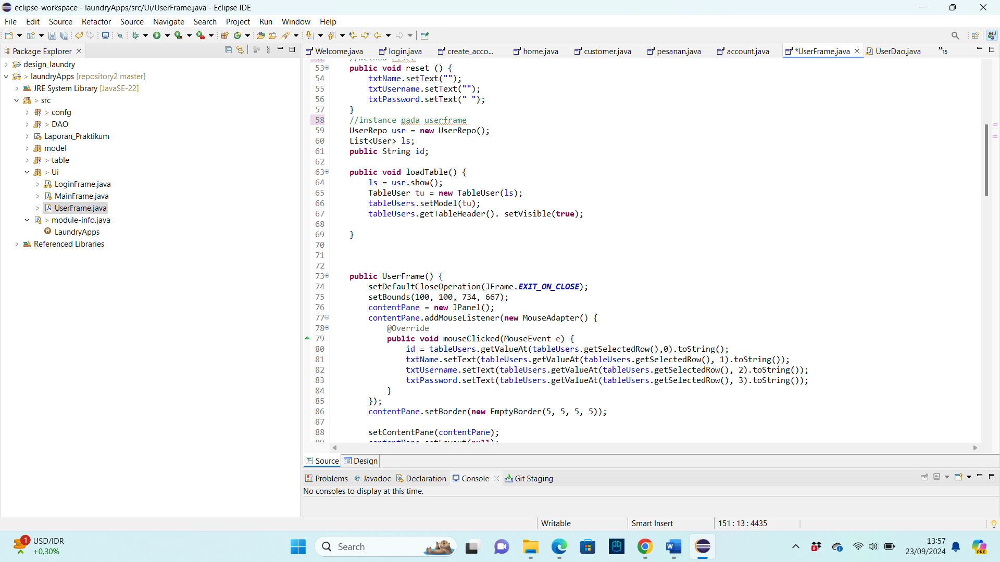 eclipse-workspace - laundryApps/src/Ui/UserFrame.java - Eclipse IDE
File Edit Source Refactor Source Navigate Search Project Run Window Help
Package Explorer
design_laundry
> laundryApps [repository2 master]
JRE System Library [JavaSE-22]
> src
> confg
> DAO
Laporan_Praktikum
model
> table
> Ui
LoginFrame.java
MainFrame.java
UserFrame.java
> module-info.java
LaundryApps
Referenced Libraries
Welcome.java login.java create_acco... home.java customer.java pesanan.java account.java *UserFrame.java UserDao.java »15
53 public void reset () {
54 txtName.setText("");
55 txtUsername.setText("");
56 txtPassword.setText(" ");
57 }
58 //instance pada userframe
59 UserRepo usr = new UserRepo();
60 List<User> ls;
61 public String id;
62
63 public void loadTable() {
64 ls = usr.show();
65 TableUser tu = new TableUser(ls);
66 tableUsers.setModel(tu);
67 tableUsers.getTableHeader(). setVisible(true);
68
69 }
70
71
72
73 public UserFrame() {
74 setDefaultCloseOperation(JFrame.EXIT_ON_CLOSE);
75 setBounds(100, 100, 734, 667);
76 contentPane = new JPanel();
77 contentPane.addMouseListener(new MouseAdapter() {
78 @Override
79 public void mouseClicked(MouseEvent e) {
80 id = tableUsers.getValueAt(tableUsers.getSelectedRow(),0).toString();
81 txtName.setText(tableUsers.getValueAt(tableUsers.getSelectedRow(), 1).toString());
82 txtUsername.setText(tableUsers.getValueAt(tableUsers.getSelectedRow(), 2).toString());
83 txtPassword.setText(tableUsers.getValueAt(tableUsers.getSelectedRow(), 3).toString());
84 }
85 });
86 contentPane.setBorder(new EmptyBorder(5, 5, 5, 5));
87
88 setContentPane(contentPane);
Source Design
Problems @ Javadoc Declaration Console Git Staging
No consoles to display at this time.
Writable Smart Insert 151 : 13 : 4435
1 USD/IDR
+0,30%
Search
13:57
23/09/2024